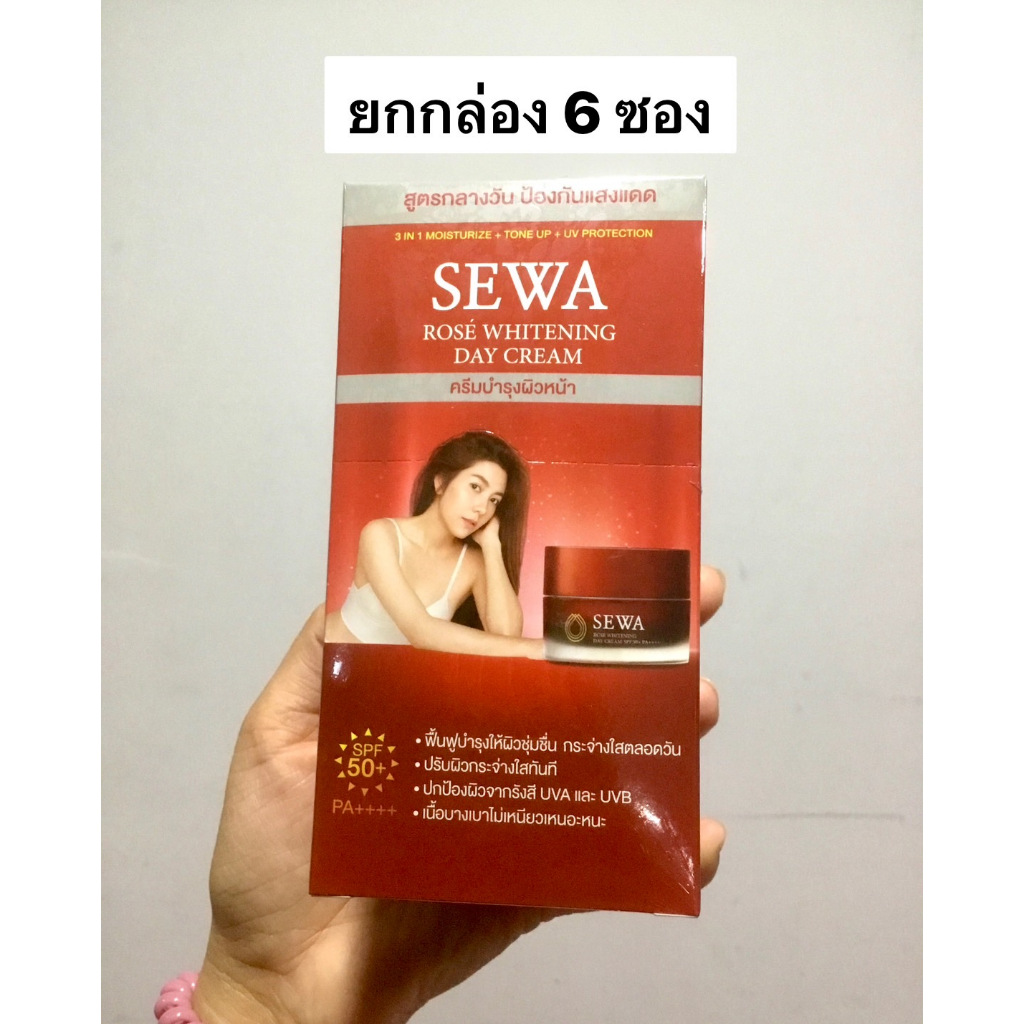 ยกกล่อง 6 ซอง
สูตรกลางวัน ป้องกันแสงแดด
3 IN 1 MOISTURIZE + TONE UP + UV PROTECTION
SEWA
ROSÉ WHITENING
DAY CREAM
ครีมบำรุงผิวหน้า
SEWA
ROSE WHITENING
DAY CREAM SPF 50+ PA++++
SPF
50+
PA++++
• ฟื้นฟูบำรุงให้ผิวชุ่มชื่น กระจ่างใสตลอดวัน
• ปรับผิวกระจ่างใสทันที
• ปกป้องผิวจากรังสี UVA และ UVB
• เนื้อบางเบาไม่เหนียวเหนอะหนะ